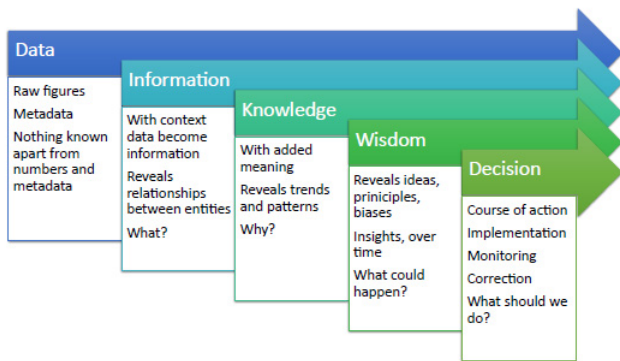 Data
Raw figures
Metadata
Nothing known
apart from
numbers and
metadata
Information
With context
data become
information
Reveals
relationships
between entities
What?
Knowledge
With added
meaning
Reveals trends
and patterns
Why?
Wisdom
Reveals ideas,
priniciples,
biases
Insights, over
time
What could
happen?
Decision
Course of action
Implementation
Monitoring
Correction
What should we
do?